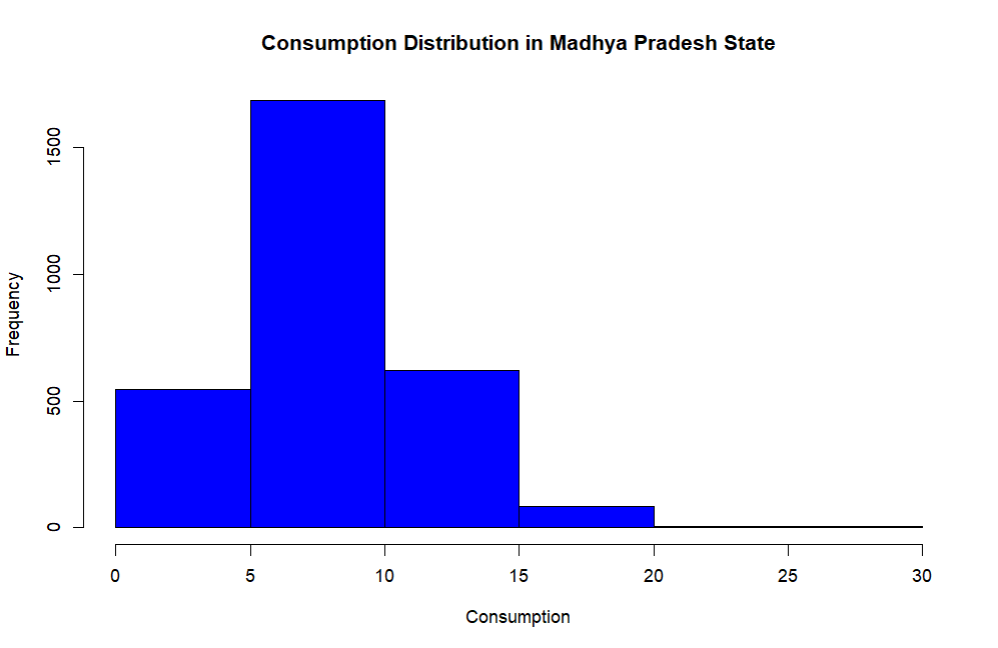 Consumption Distribution in Madhya Pradesh State
Frequency
1500
1000
500
0
0 5 10 15 20 25 30
Consumption